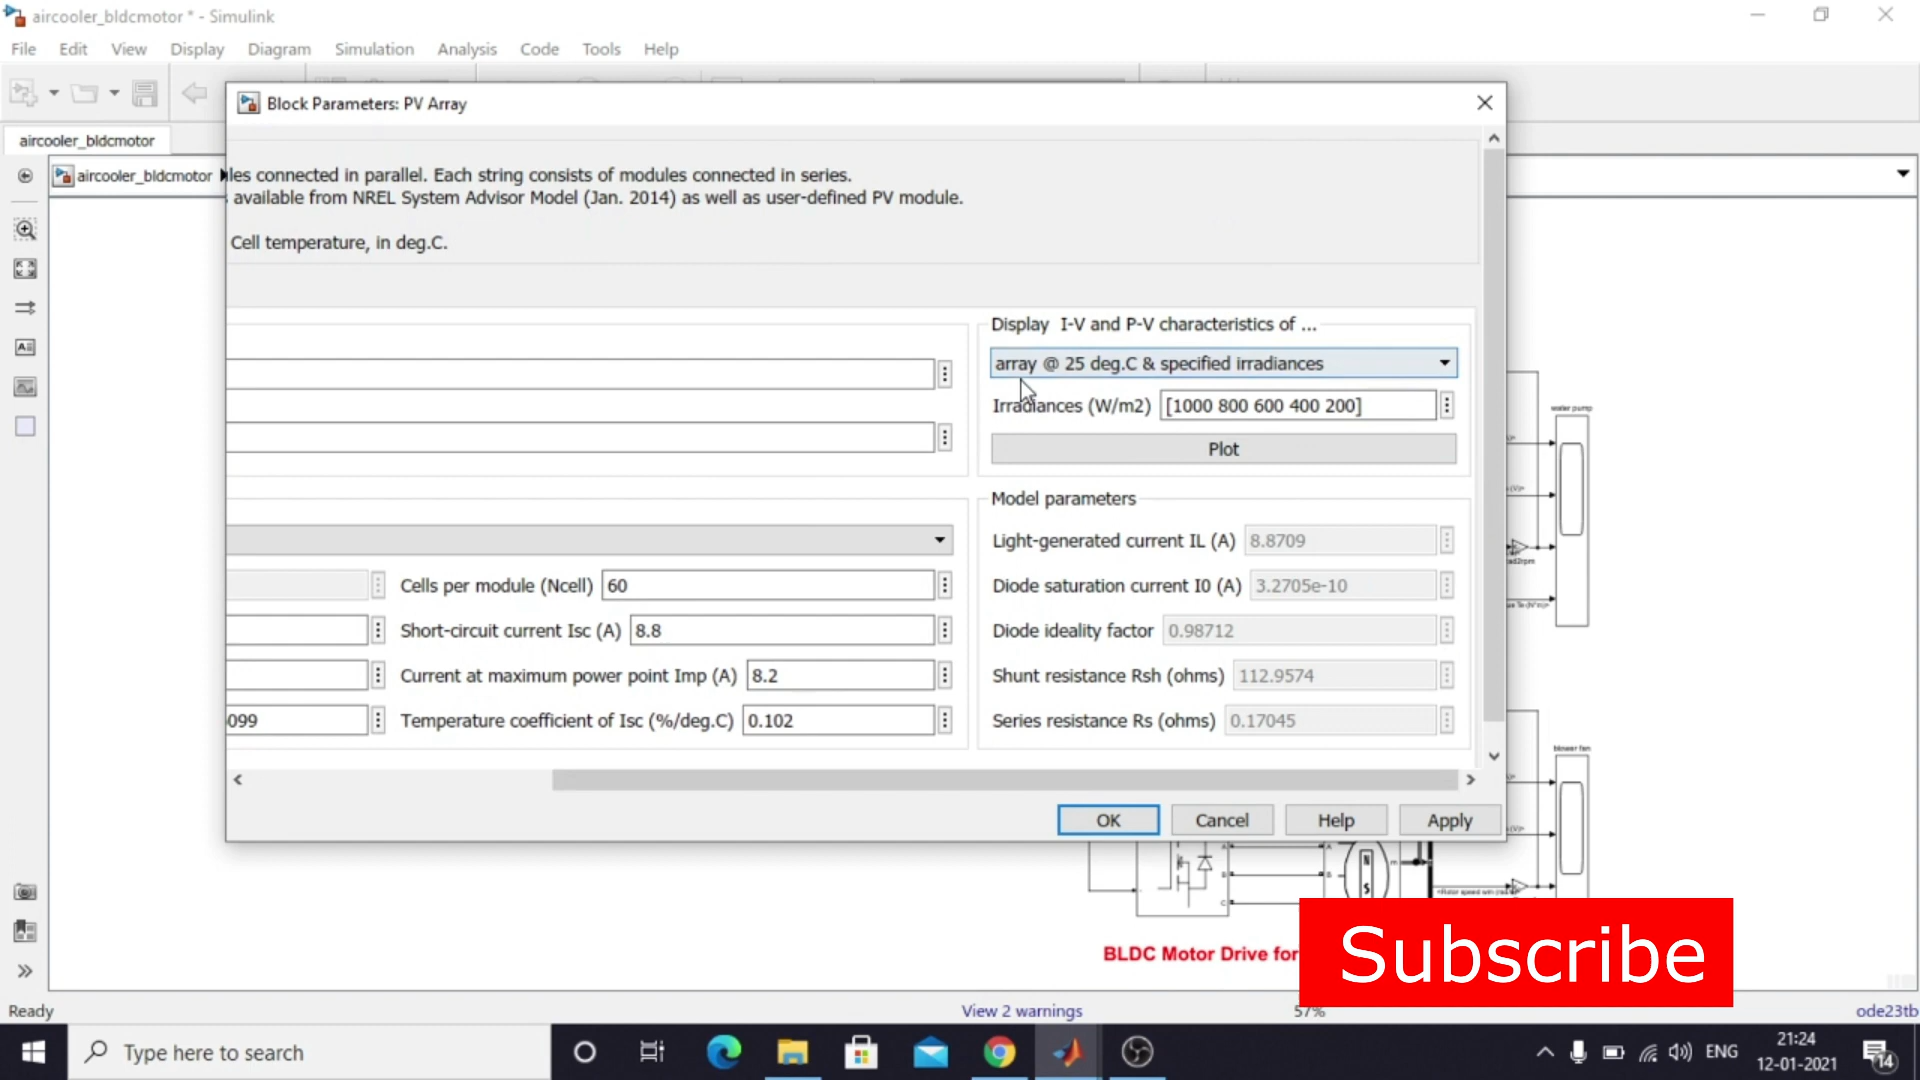 aircooler_bldcmotor * - Simulink
File Edit View Display Diagram Simulation Analysis Code Tools Help
Block Parameters: PV Array
aircooler_bldcmotor
aircooler_bldcmotor
les connected in parallel. Each string consists of modules connected in series.
available from NREL System Advisor Model (Jan. 2014) as well as user-defined PV module.
Cell temperature, in deg.C.
Display I-V and P-V characteristics of ...
array @ 25 deg.C & specified irradiances
Irradiances (W/m2) [1000 800 600 400 200]
Plot
Model parameters
Light-generated current IL (A) 8.8709
Cells per module (Ncell) 60
Diode saturation current I0 (A) 3.2705e-10
Short-circuit current Isc (A) 8.8
Diode ideality factor 0.98712
Current at maximum power point Imp (A) 8.2
Shunt resistance Rsh (ohms) 112.9574
099 Temperature coefficient of Isc (%/deg.C) 0.102
Series resistance Rs (ohms) 0.17045
OK Cancel Help Apply
water pump
blower fan
BLDC Motor Drive for
Subscribe
Ready
View 2 warnings
57%
ode23tb
Type here to search
ENG
21:24
12-01-2021
14